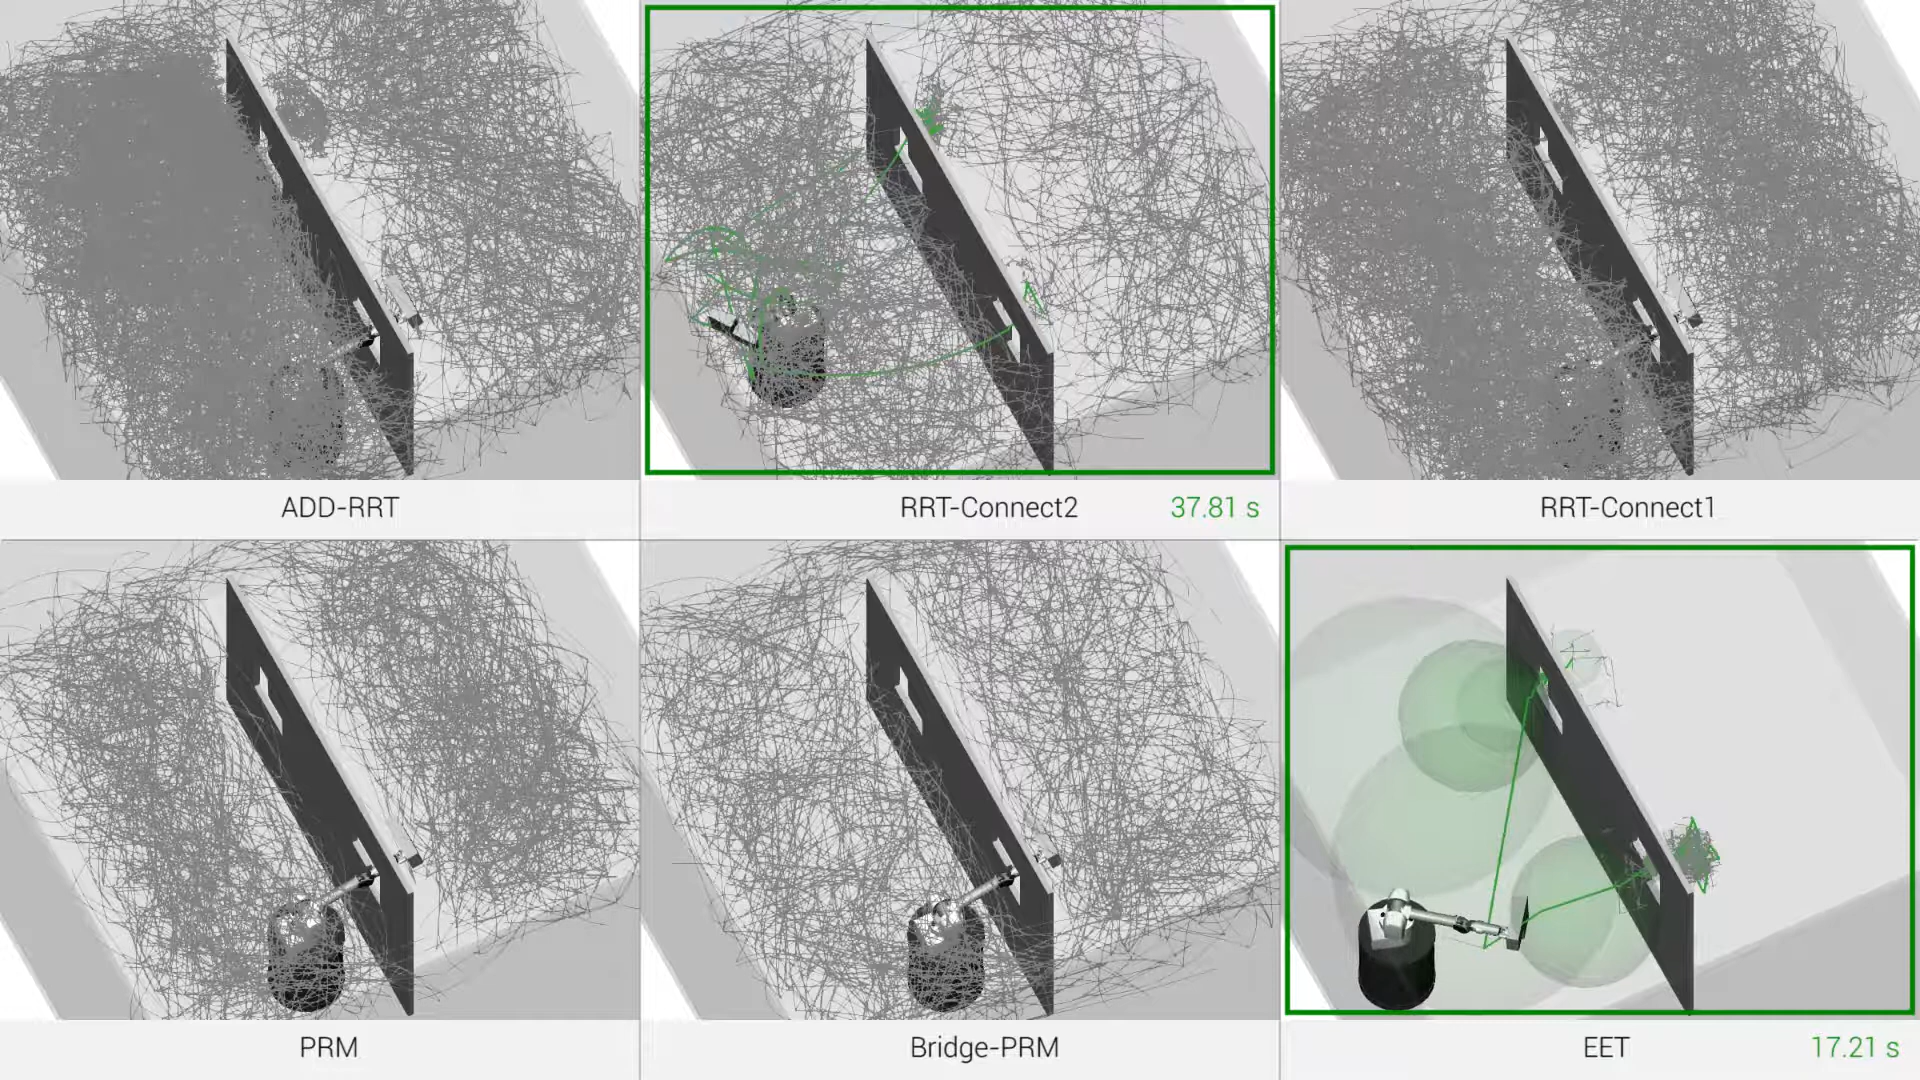 ADD-RRT
RRT-Connect2 37.81 s
RRT-Connect1
PRM
Bridge-PRM
EET 17.21 s